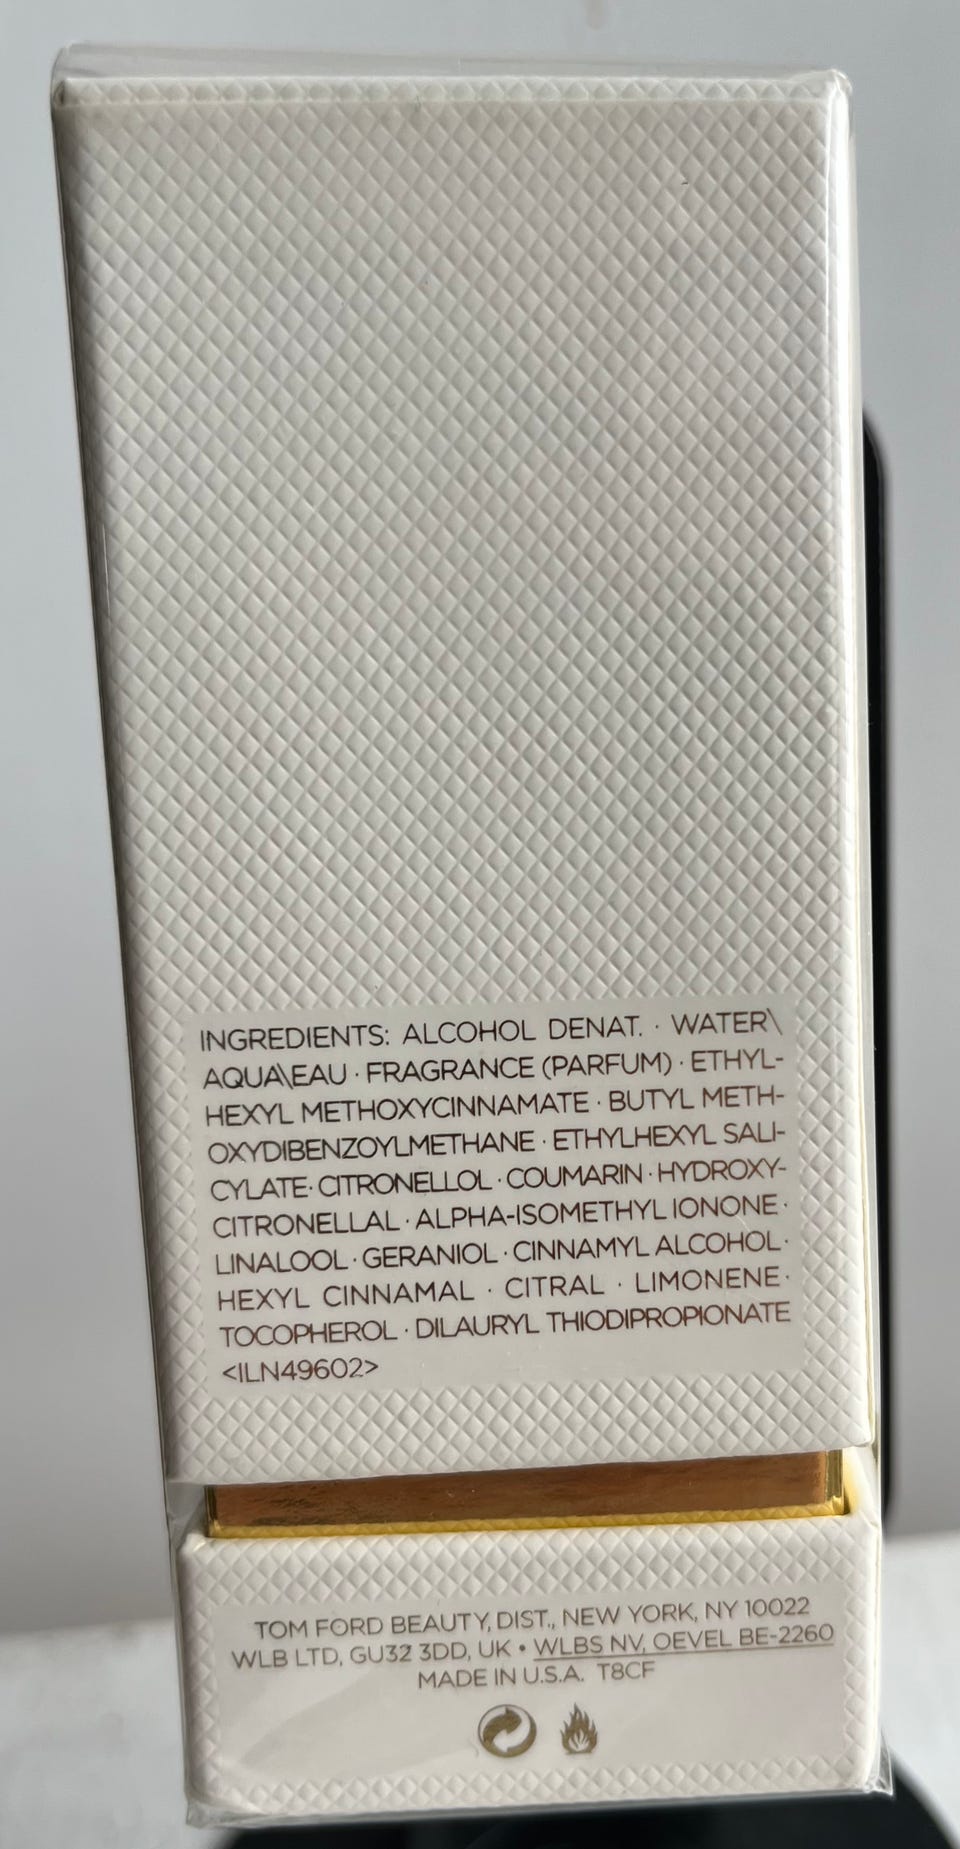 INGREDIENTS: ALCOHOL DENAT. · WATER\
AQUA\EAU · FRAGRANCE (PARFUM) · ETHYL-
HEXYL METHOXYCINNAMATE · BUTYL METH-
OXYDIBENZOYLMETHANE · ETHYLHEXYL SALI-
CYLATE · CITRONELLOL · COUMARIN · HYDROXY-
CITRONELLAL · ALPHA-ISOMETHYL IONONE ·
LINALOOL · GERANIOL · CINNAMYL ALCOHOL ·
HEXYL CINNAMAL · CITRAL · LIMONENE ·
TOCOPHEROL · DILAURYL THIODIPROPIONATE
<ILN49602>
TOM FORD BEAUTY, DIST., NEW YORK, NY 10022
WLB LTD, GU32 3DD, UK • WLBS NV, OEVEL BE-2260
MADE IN U.S.A. T8CF